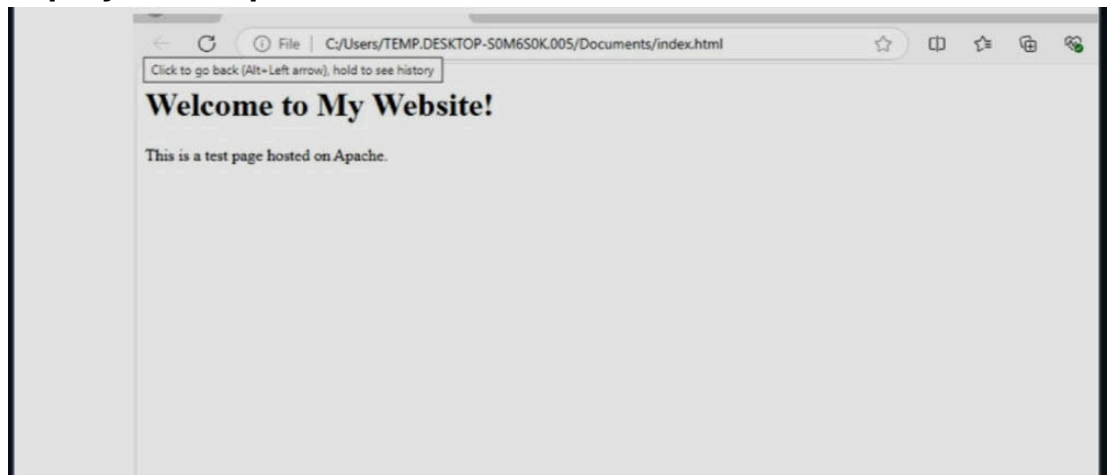 File | C:/Users/TEMP.DESKTOP-S0M6S0K.005/Documents/index.html
Click to go back (Alt+Left arrow), hold to see history
Welcome to My Website!
This is a test page hosted on Apache.